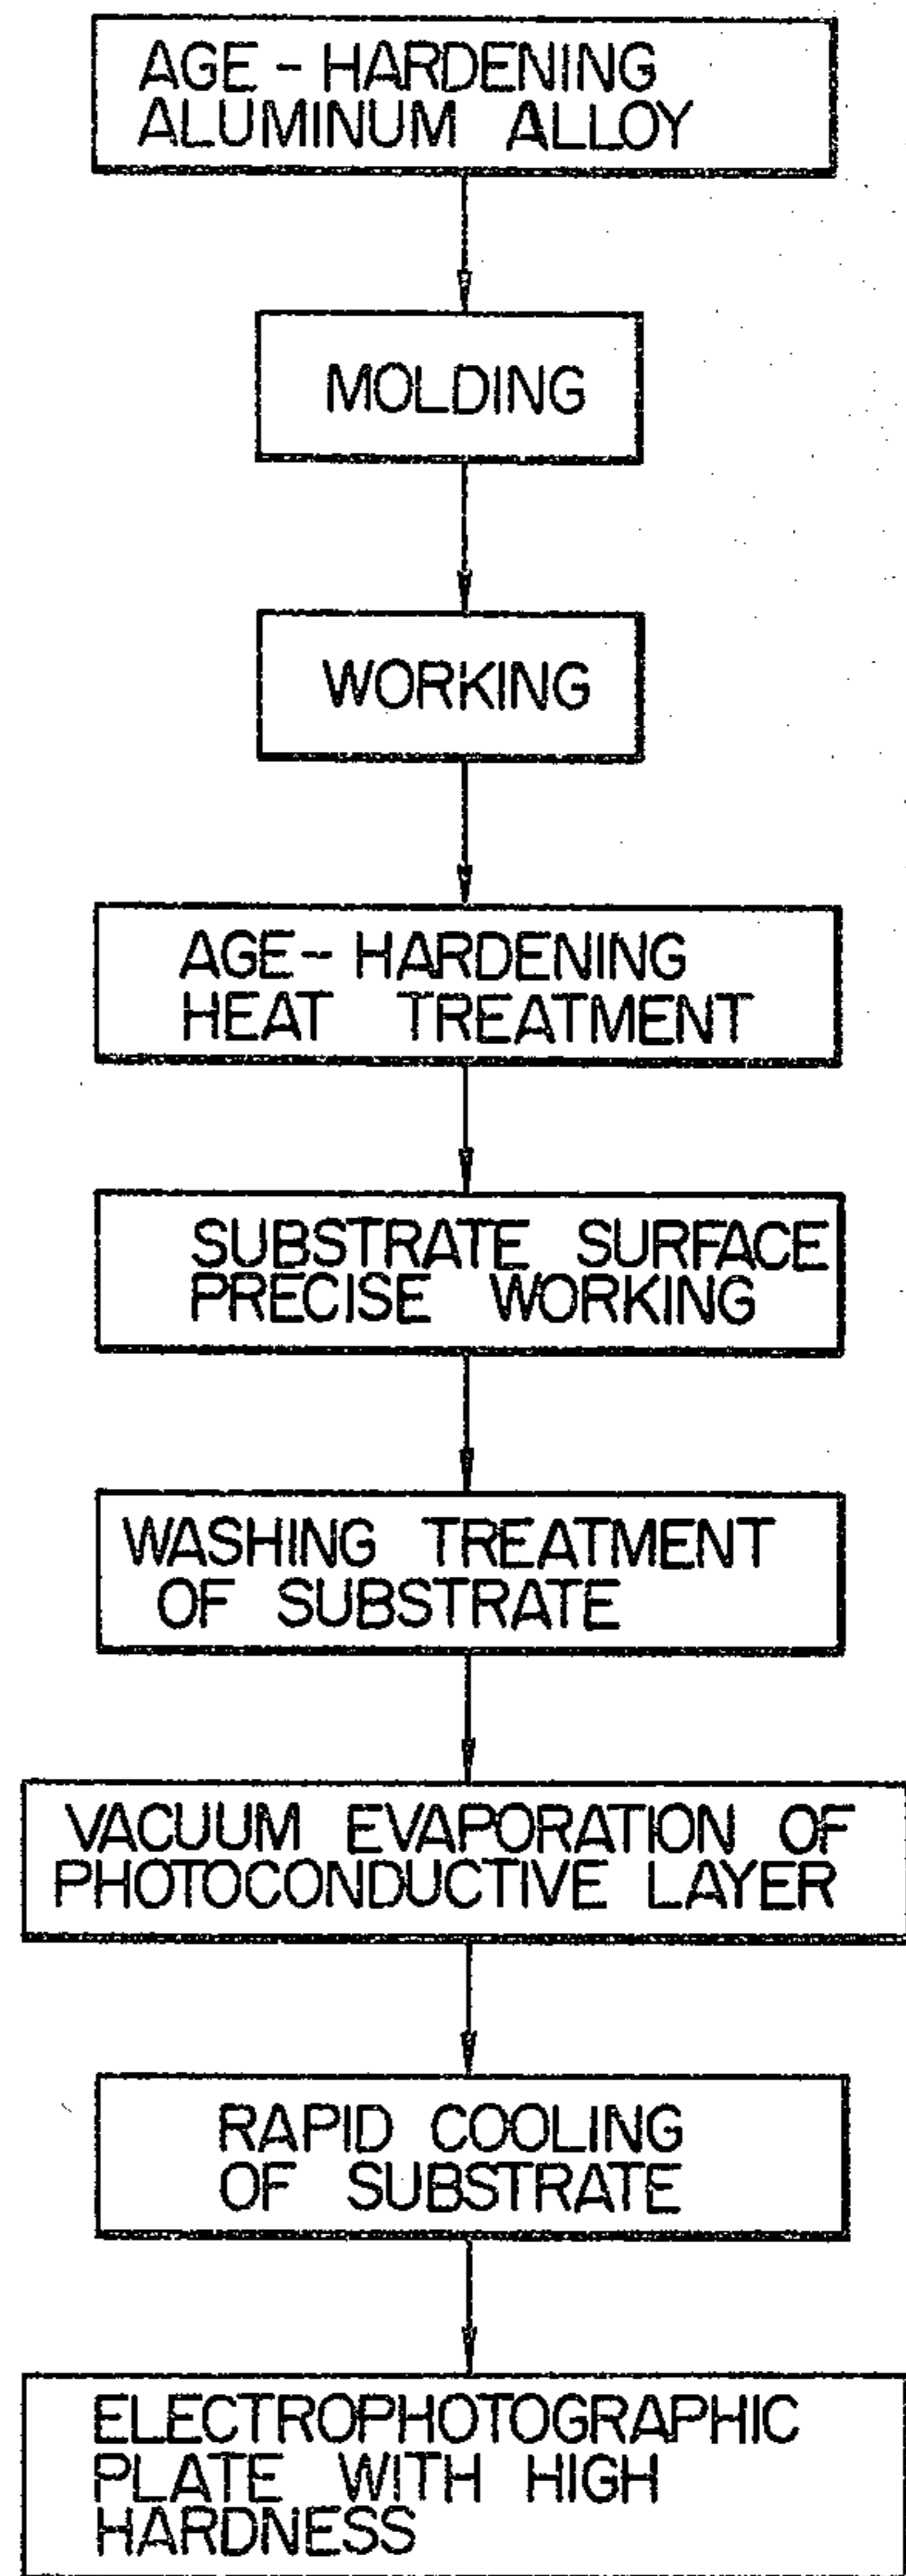 AGE-HARDENING
ALUMINUM ALLOY
MOLDING
WORKING
AGE-HARDENING
HEAT TREATMENT
SUBSTRATE SURFACE
PRECISE WORKING
WASHING TREATMENT
OF SUBSTRATE
VACUUM EVAPORATION OF
PHOTOCONDUCTIVE LAYER
RAPID COOLING
OF SUBSTRATE
ELECTROPHOTOGRAPHIC
PLATE WITH HIGH
HARDNESS